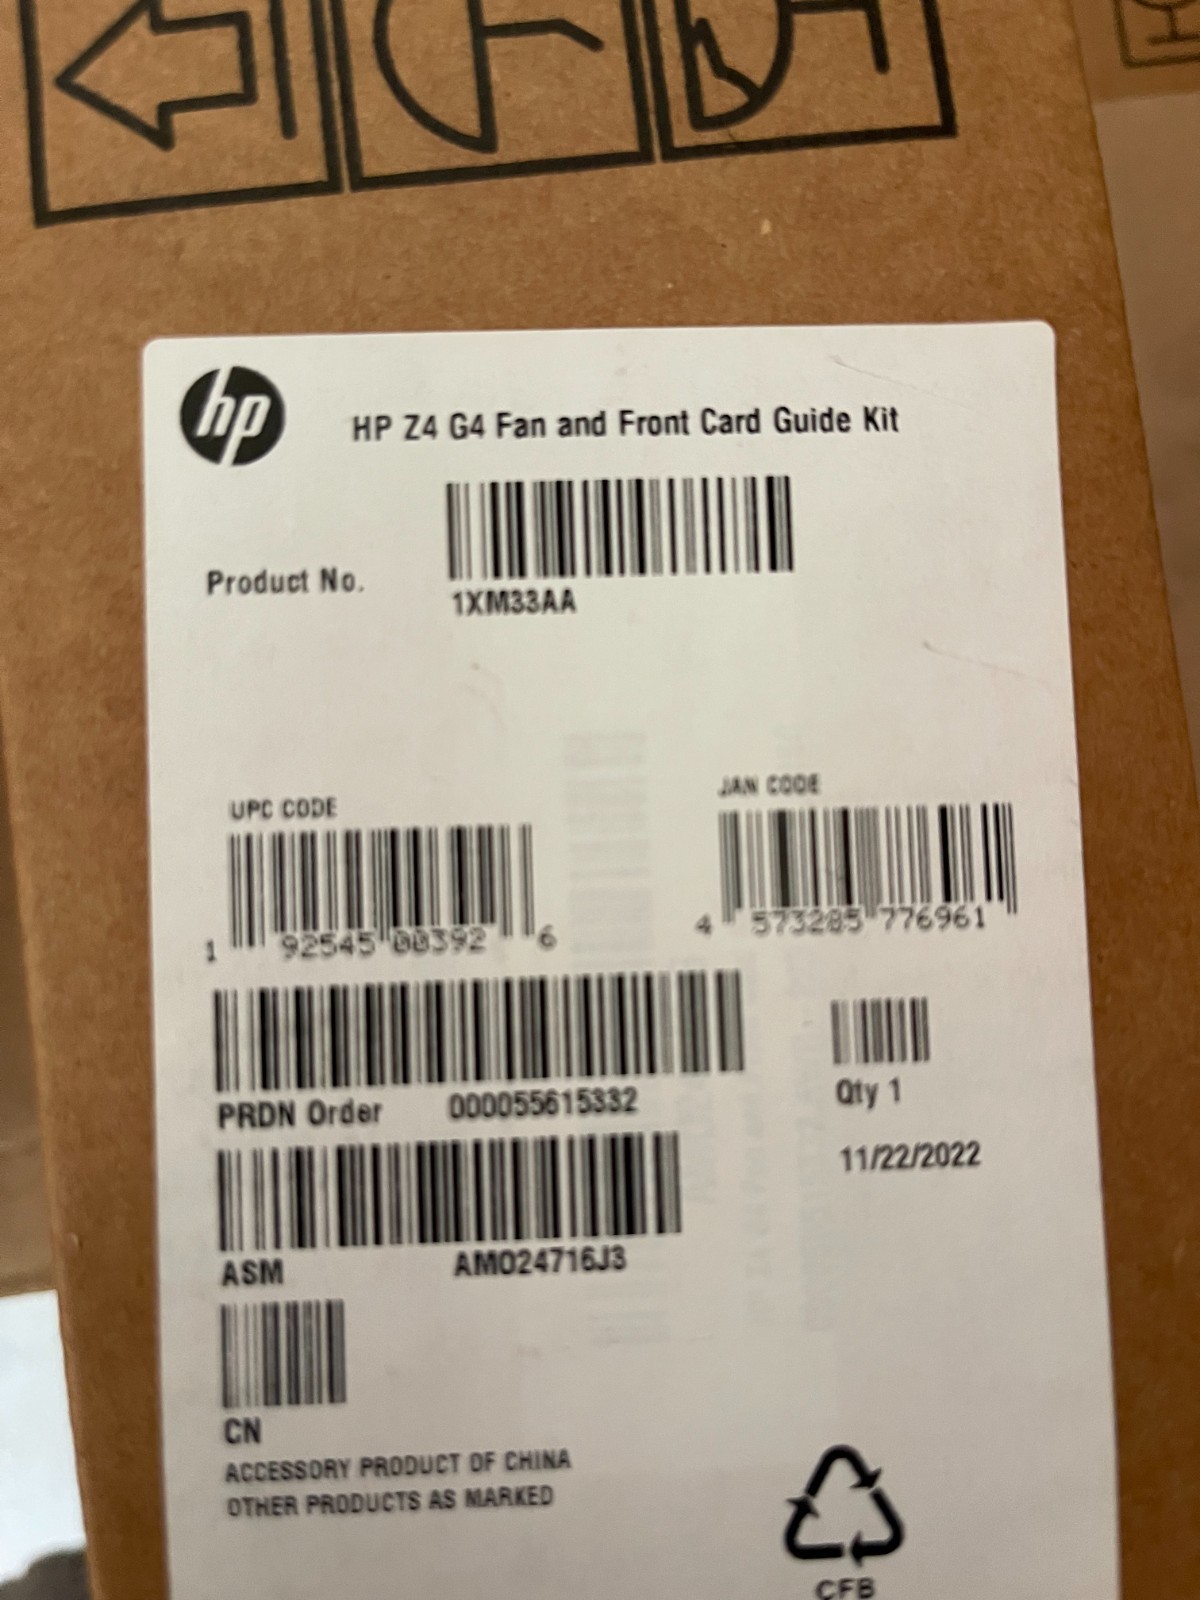 hp
HP Z4 G4 Fan and Front Card Guide Kit
Product No.
1XM33AA
UPC CODE
JAN CODE
1 92545 00392 6
4 573285 776961
PRDN Order 000055615332
Qty 1
11/22/2022
ASM AMO24716J3
CN
ACCESSORY PRODUCT OF CHINA
OTHER PRODUCTS AS MARKED
CFB